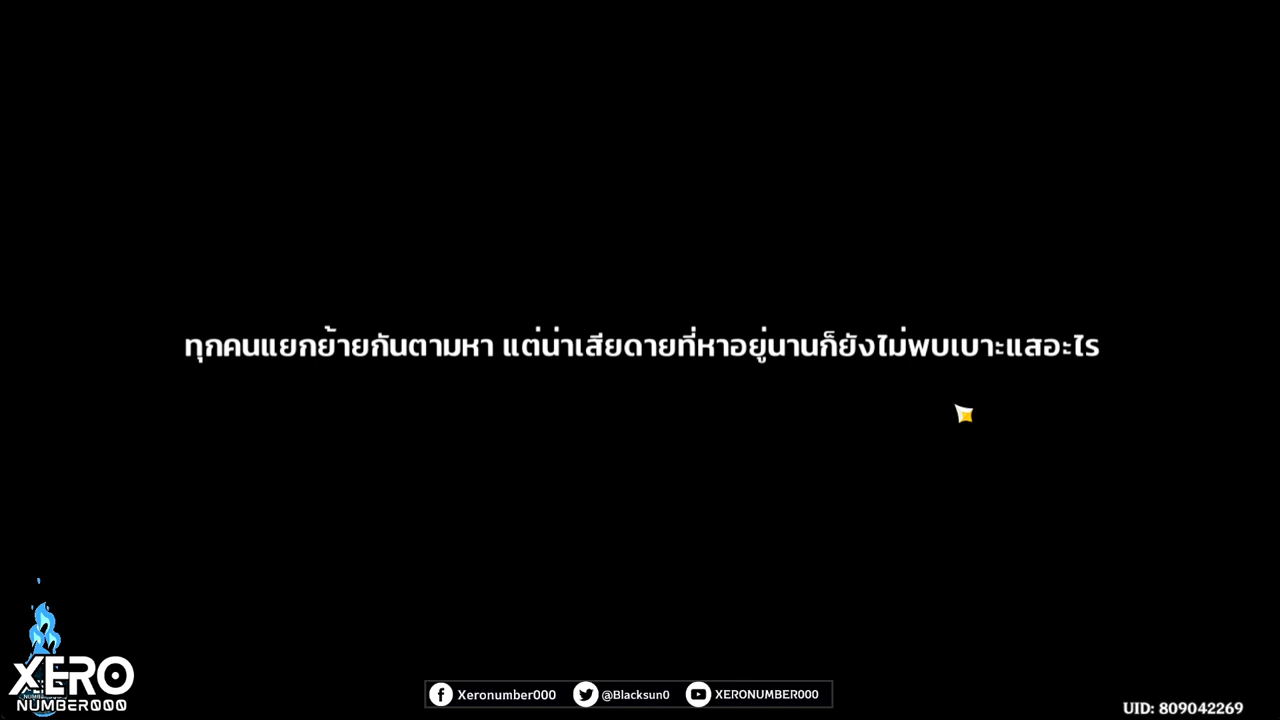 ทุกคนแยกย้ายกันตามหา แต่น่าเสียดายที่หาอยู่นานก็ยังไม่พบเบาะแสอะไร
XERO
NUMBER000
Xeronumber000 @Blacksun0 XERONUMBER000
UID: 809042269